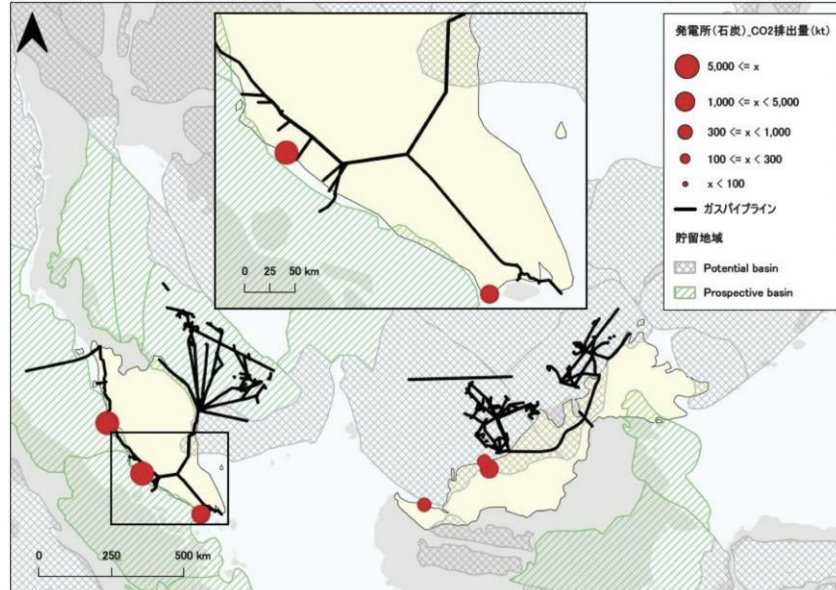 発電所(石炭)_CO2排出量(kt)
5,000 <= x
1,000 <= x < 5,000
300 <= x < 1,000
100 <= x < 300
x < 100
ガスパイプライン
貯留地域
Potential basin
Prospective basin
0 25 50 km
0 250 500 km